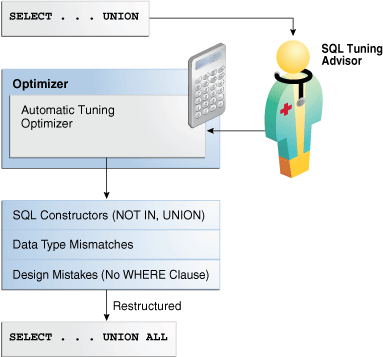 SELECT . . . UNION
SQL Tuning
Advisor
Optimizer
Automatic Tuning
Optimizer
SQL Constructors (NOT IN, UNION)
Data Type Mismatches
Design Mistakes (No WHERE Clause)
Restructured
SELECT . . . UNION ALL